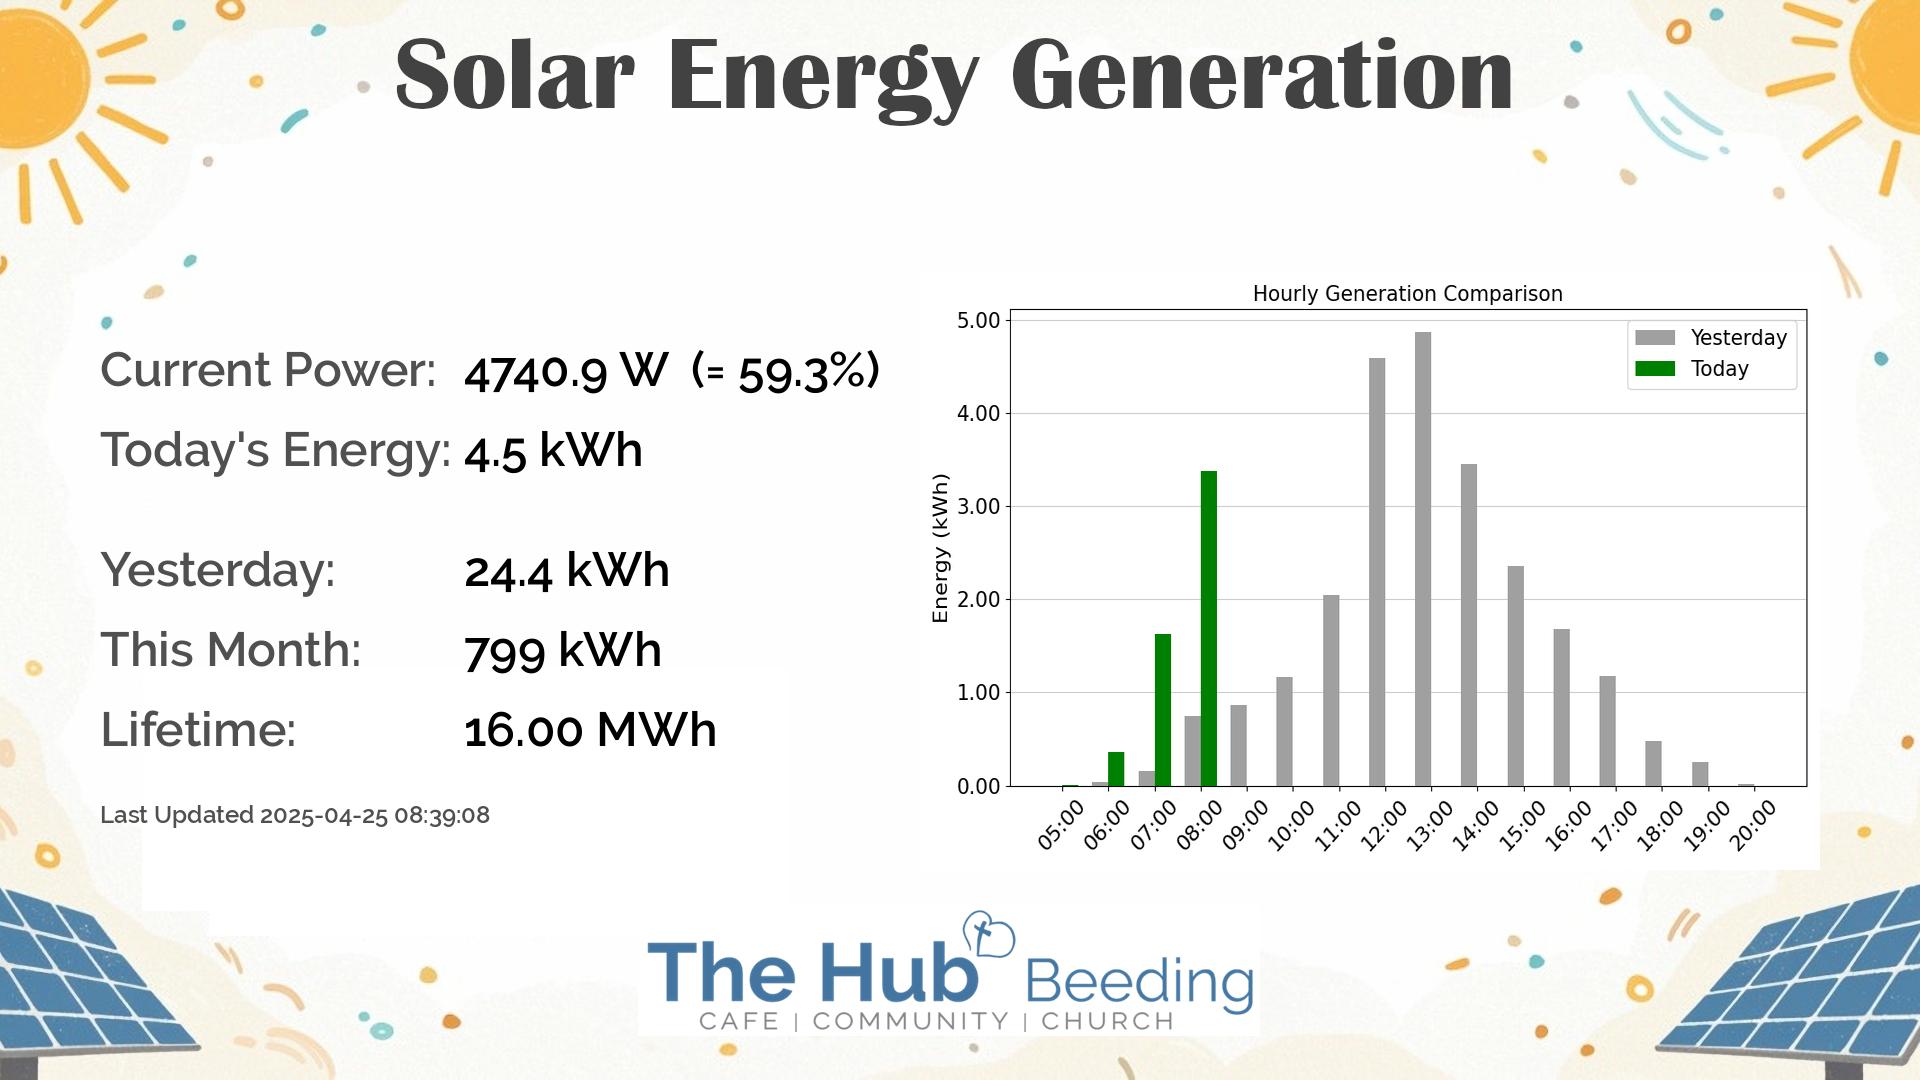 Solar Energy Generation
Current Power: 4740.9 W (= 59.3%)
Today's Energy: 4.5 kWh
Yesterday: 24.4 kWh
This Month: 799 kWh
Lifetime: 16.00 MWh
Last Updated 2025-04-25 08:39:08
Hourly Generation Comparison
Yesterday
Today
Energy (kWh)
5.00
4.00
3.00
2.00
1.00
0.00
05:00 06:00 07:00 08:00 09:00 10:00 11:00 12:00 13:00 14:00 15:00 16:00 17:00 18:00 19:00 20:00
The Hub Beeding
CAFE | COMMUNITY | CHURCH